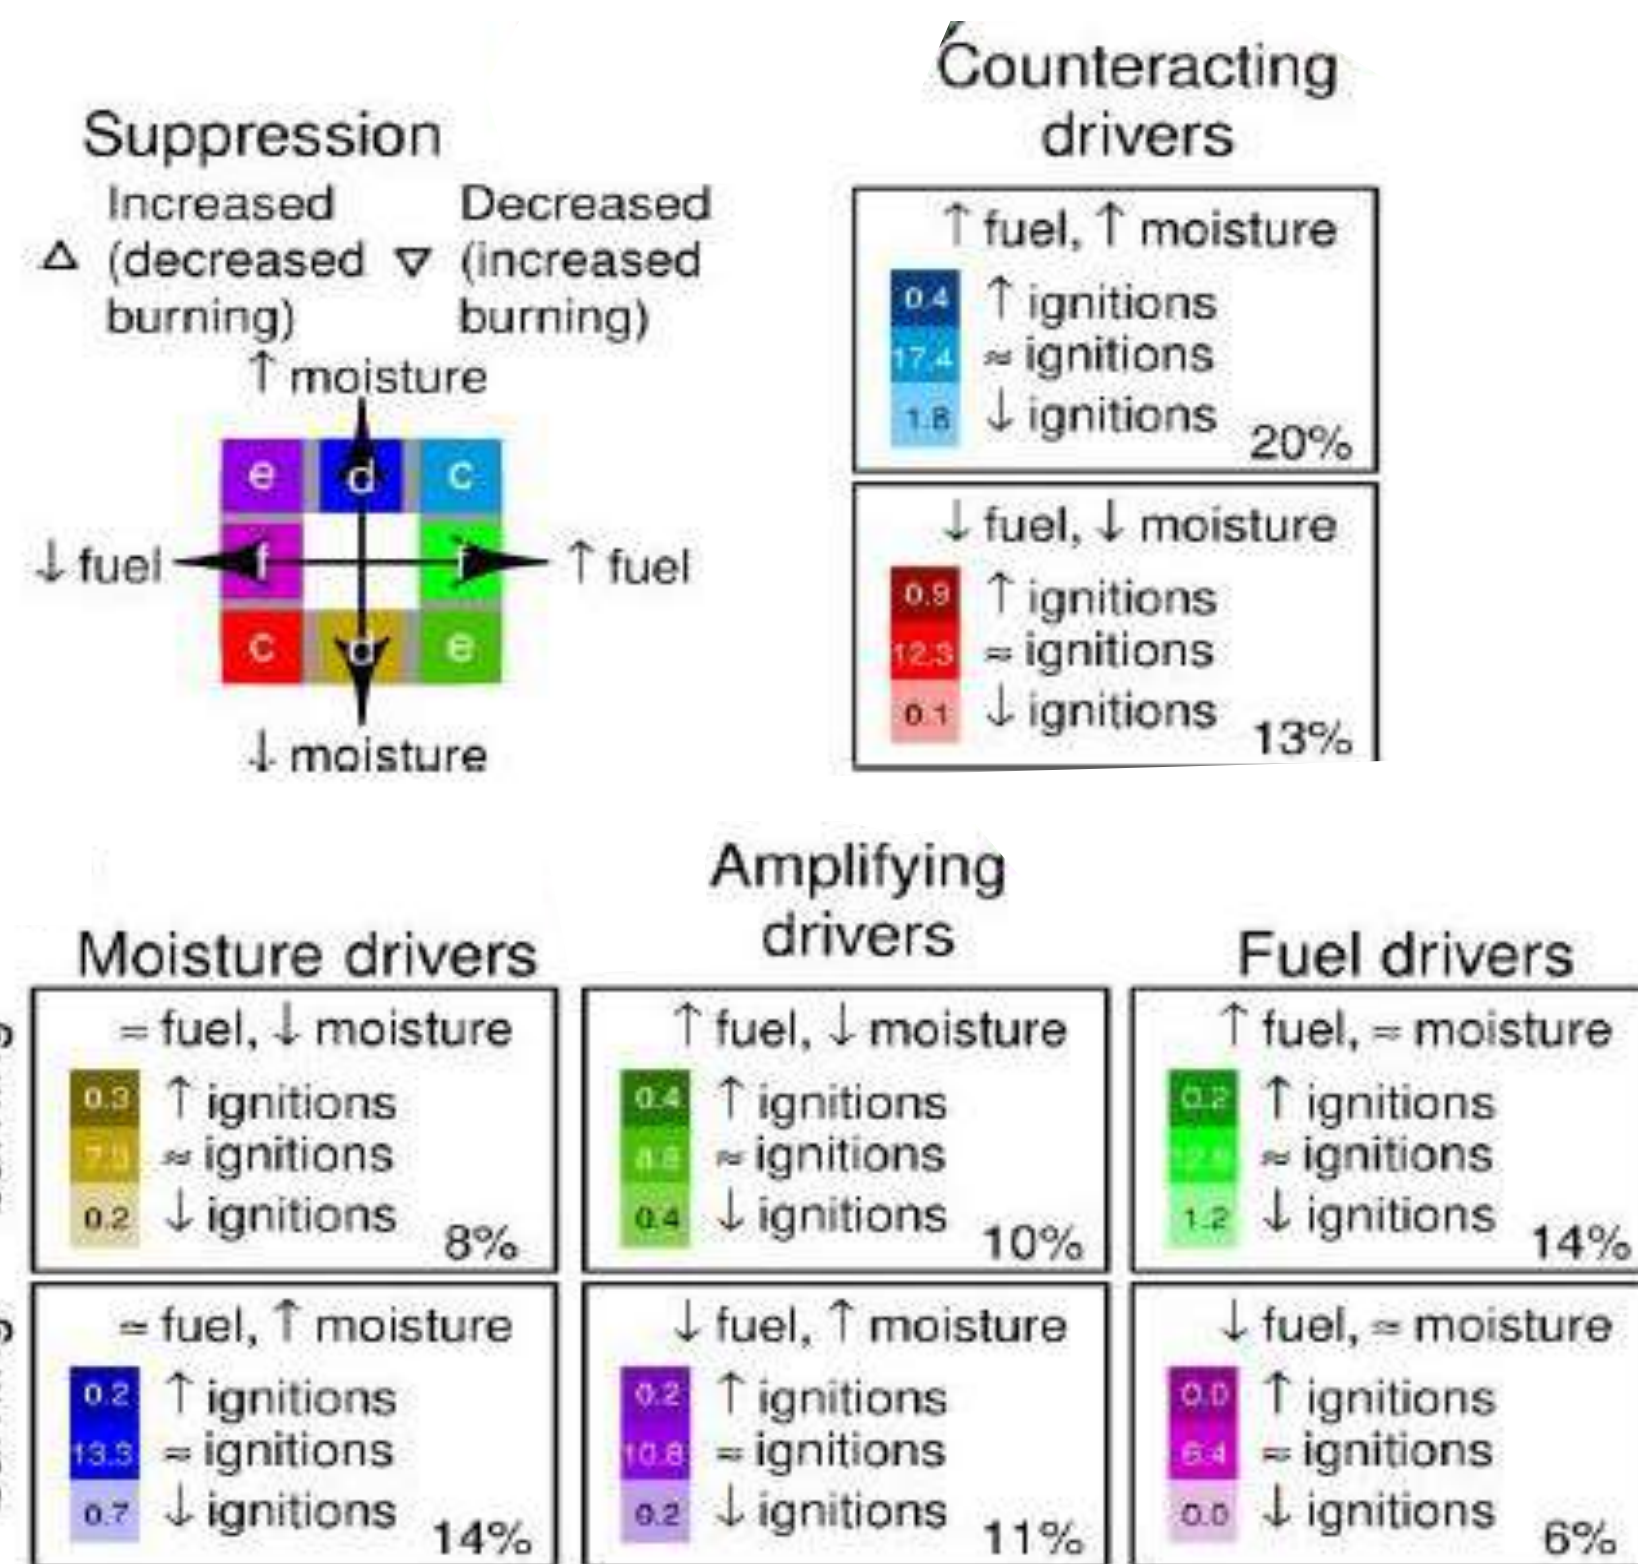 Suppression
Increased
(decreased
burning)
△
Decreased
(increased
burning)
▽
↑ moisture
e d c
↓ fuel f f ↑ fuel
c d e
↓ moisture
Counteracting
drivers
↑ fuel, ↑ moisture
0.4 ↑ ignitions
17.4 ≈ ignitions
1.8 ↓ ignitions
20%
↓ fuel, ↓ moisture
0.9 ↑ ignitions
12.3 ≈ ignitions
0.1 ↓ ignitions
13%
Moisture drivers
≈ fuel, ↓ moisture
0.3 ↑ ignitions
≈ ignitions
0.2 ↓ ignitions
8%
≈ fuel, ↑ moisture
0.2 ↑ ignitions
13.3 ≈ ignitions
0.7 ↓ ignitions
14%
Amplifying
drivers
↑ fuel, ↓ moisture
0.4 ↑ ignitions
≈ ignitions
0.4 ↓ ignitions
10%
↓ fuel, ↑ moisture
0.2 ↑ ignitions
10.8 ≈ ignitions
0.2 ↓ ignitions
11%
Fuel drivers
↑ fuel, ≈ moisture
0.2 ↑ ignitions
≈ ignitions
1.2 ↓ ignitions
14%
↓ fuel, ≈ moisture
0.0 ↑ ignitions
6.4 ≈ ignitions
0.0 ↓ ignitions
6%